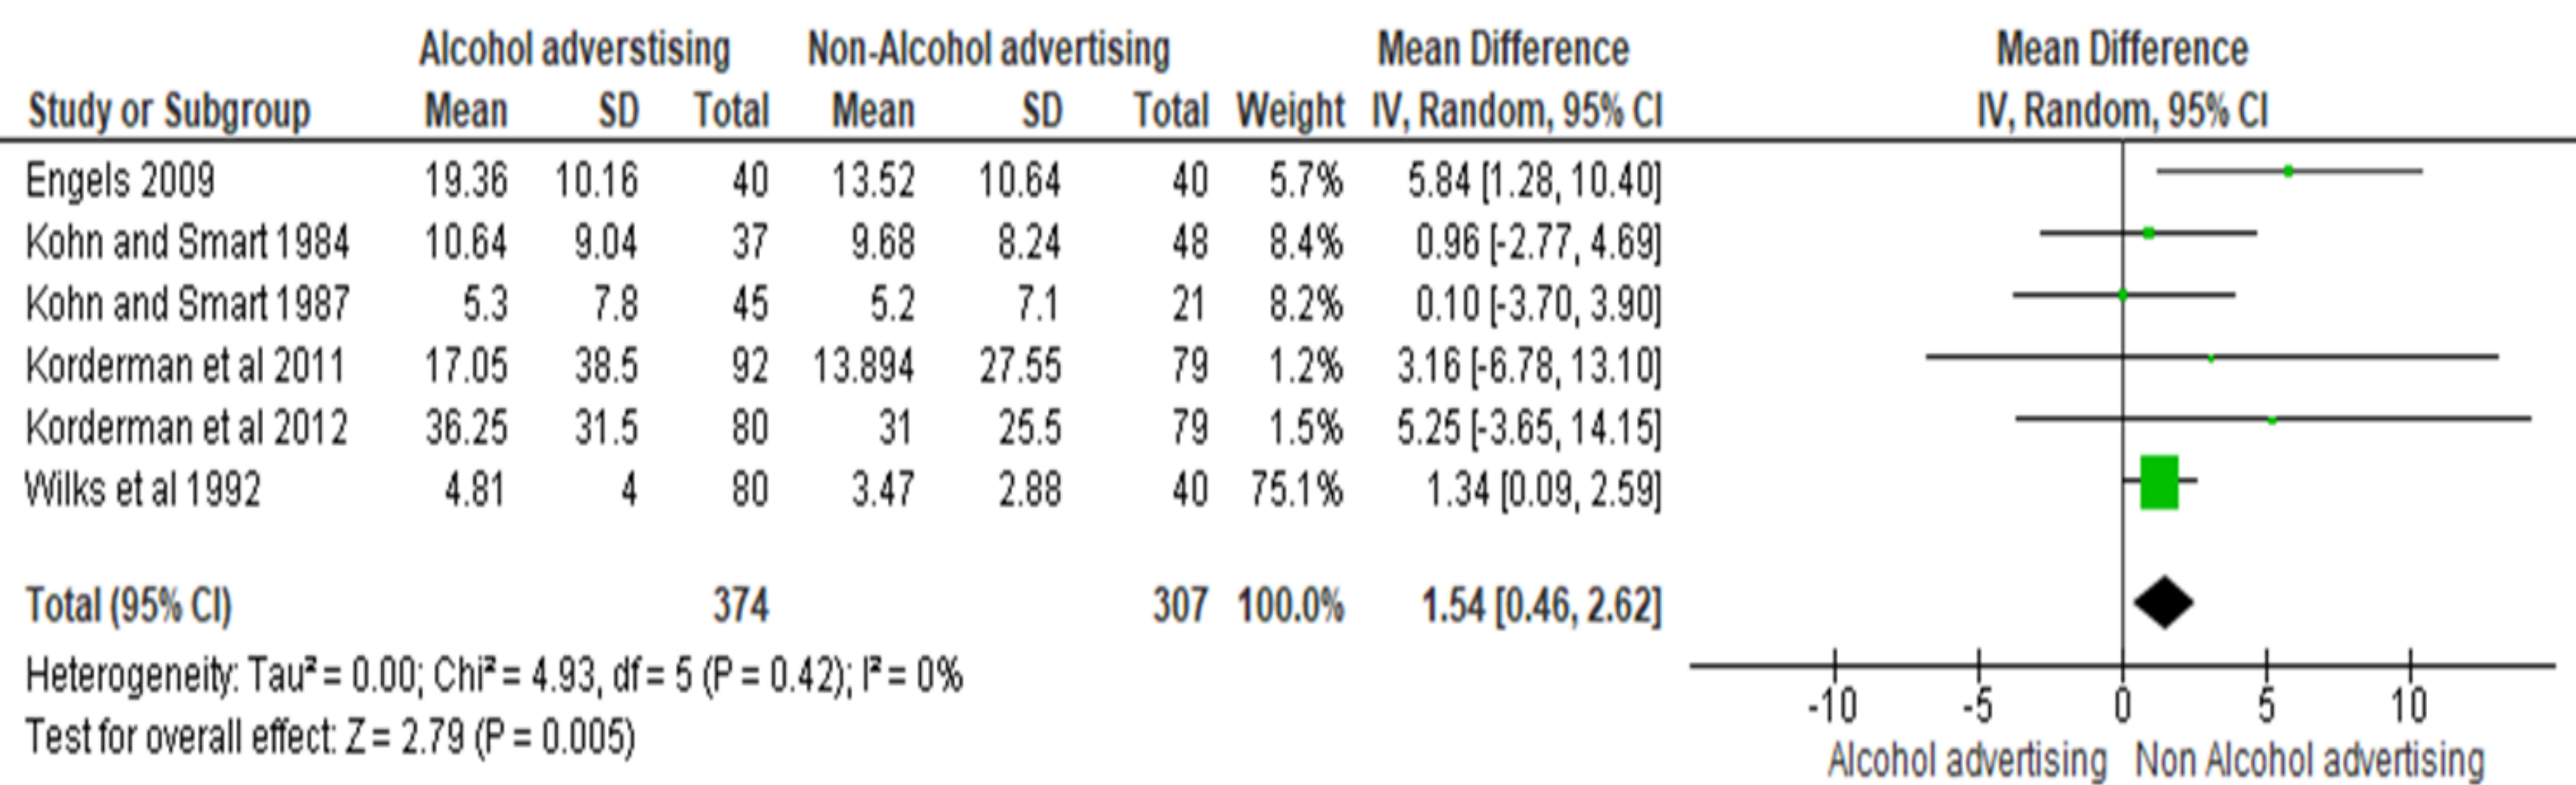 Alcohol adverstising Non-Alcohol advertising Mean Difference Mean Difference
Study or Subgroup Mean SD Total Mean SD Total Weight IV, Random, 95% CI IV, Random, 95% CI
Engels 2009 19.36 10.16 40 13.52 10.64 40 5.7% 5.84 [1.28, 10.40]
Kohn and Smart 1984 10.64 9.04 37 9.68 8.24 48 8.4% 0.96 [-2.77, 4.69]
Kohn and Smart 1987 5.3 7.8 45 5.2 7.1 21 8.2% 0.10 [-3.70, 3.90]
Korderman et al 2011 17.05 38.5 92 13.894 27.55 79 1.2% 3.16 [-6.78, 13.10]
Korderman et al 2012 36.25 31.5 80 31 25.5 79 1.5% 5.25 [-3.65, 14.15]
Wilks et al 1992 4.81 4 80 3.47 2.88 40 75.1% 1.34 [0.09, 2.59]
Total (95% CI) 374 307 100.0% 1.54 [0.46, 2.62]
Heterogeneity: Tau² = 0.00; Chi² = 4.93, df = 5 (P = 0.42); I² = 0%
Test for overall effect: Z = 2.79 (P = 0.005)
-10 -5 0 5 10
Alcohol advertising Non Alcohol advertising